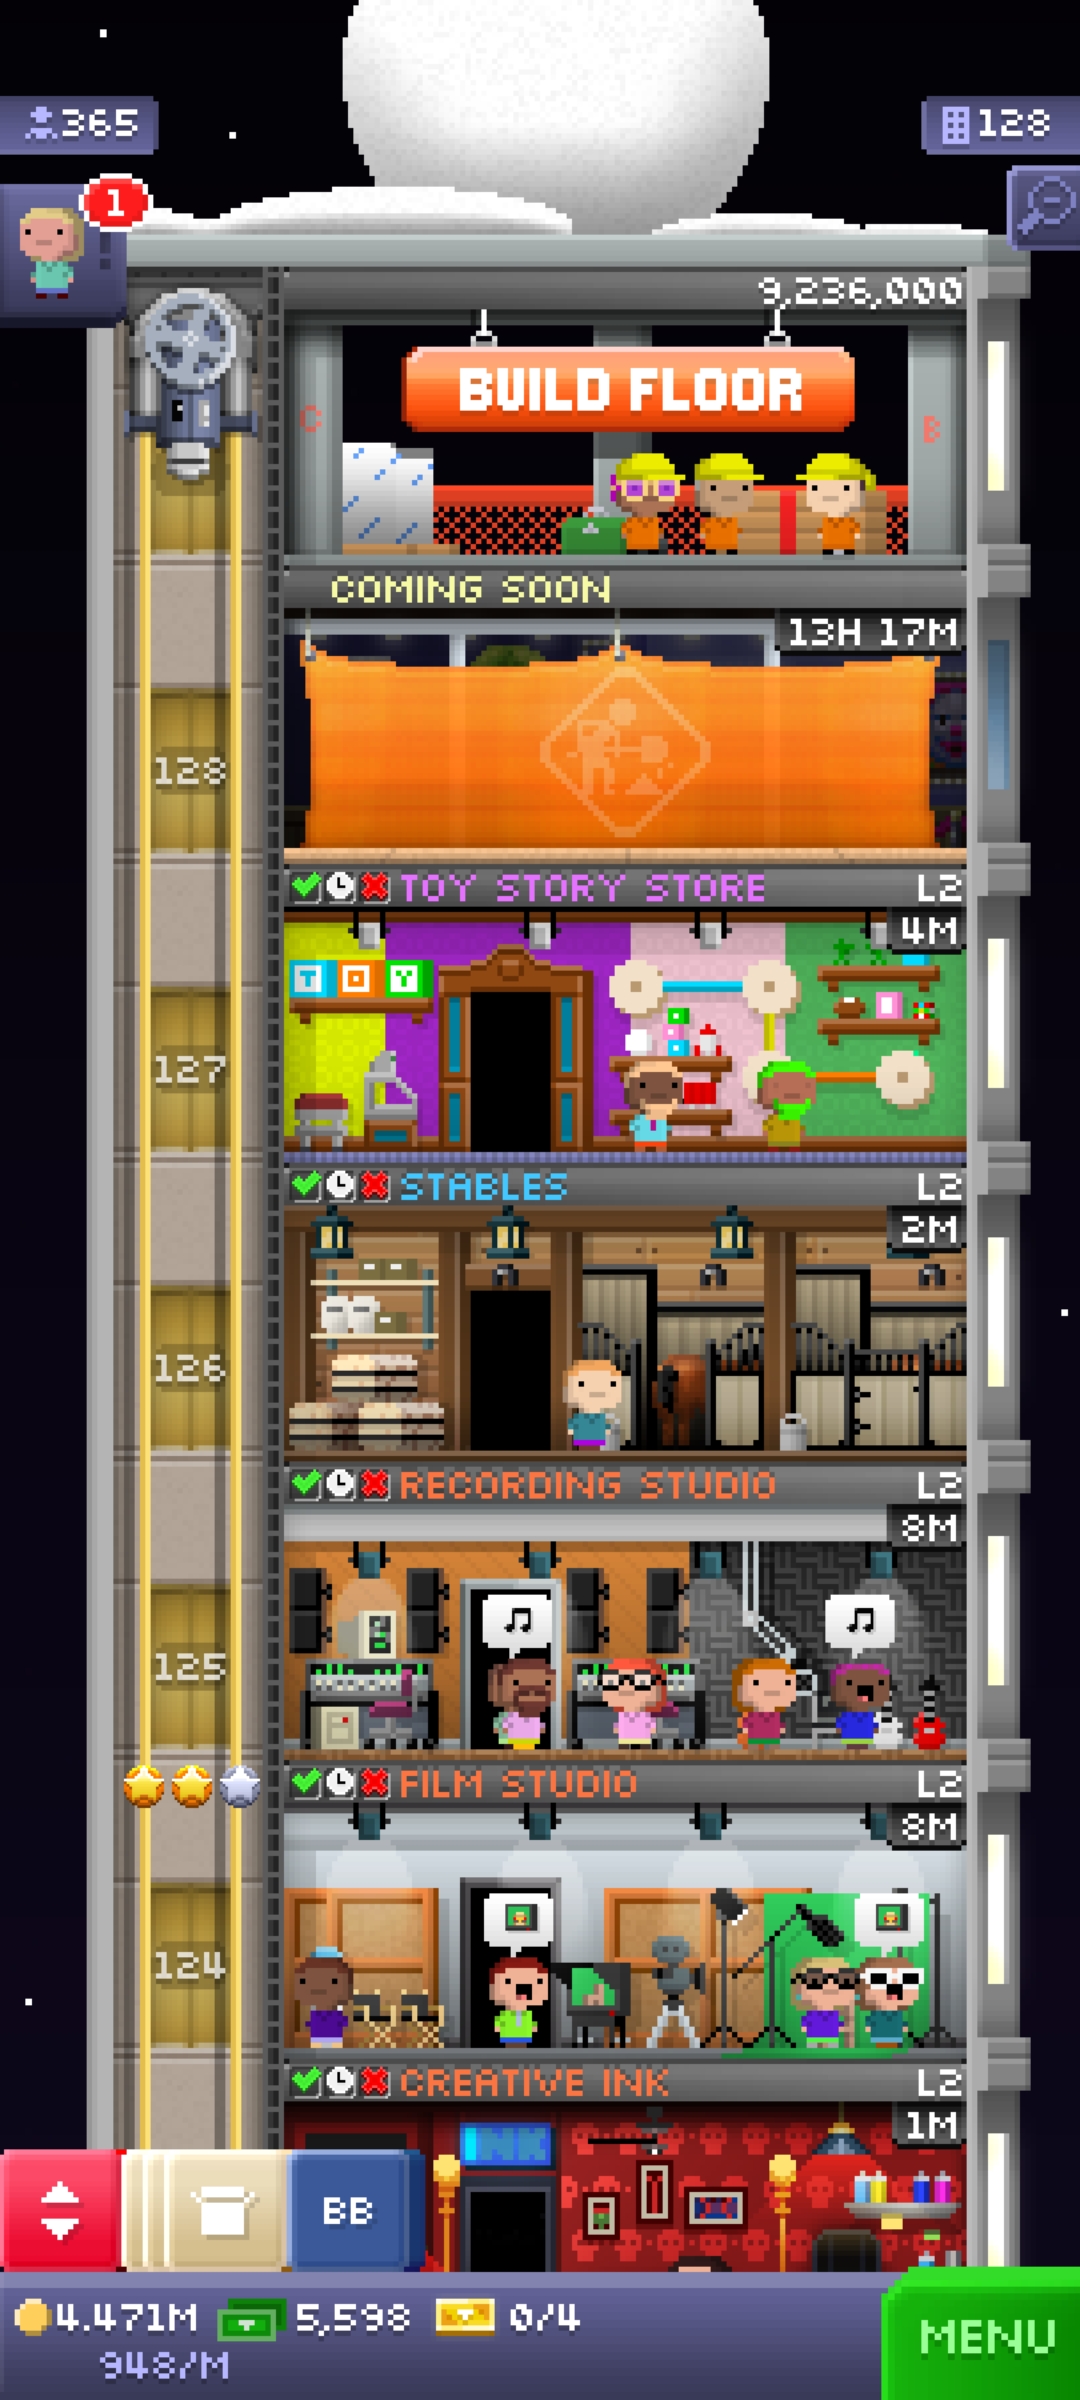 365
128
1
9,236,000
BUILD FLOOR
C
B
COMING SOON
13H 17M
128
TOY STORY STORE L2
4M
T O Y
127
STABLES L2
2M
126
RECORDING STUDIO L2
8M
125
FILM STUDIO L2
8M
124
CREATIVE INK L2
1M
INK
BB
4.471M 5,598 0/4
948/M
MENU